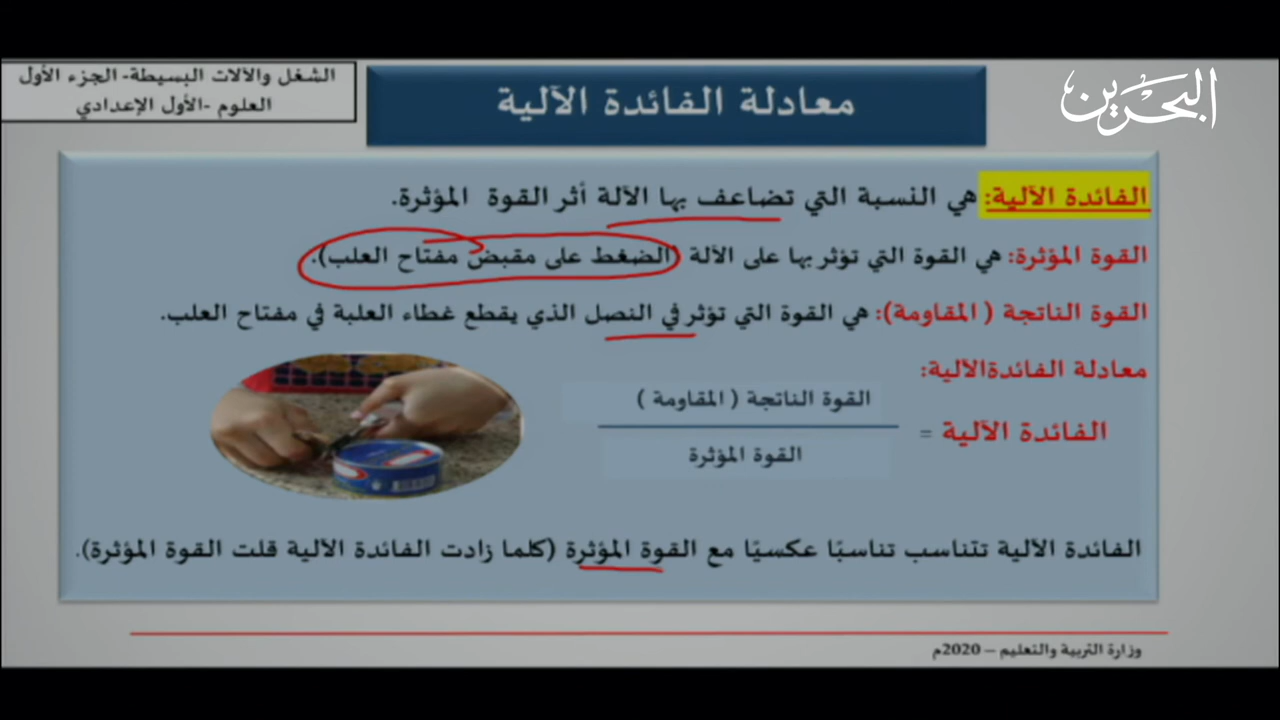 الشغل والآلات البسيطة- الجزء الأول
العلوم -الأول الإعدادي
معادلة الفائدة الآلية
البحرين
الفائدة الآلية: هي النسبة التي تضاعف بها الآلة أثر القوة المؤثرة.
القوة المؤثرة: هي القوة التي تؤثر بها على الآلة (الضغط على مقبض مفتاح العلب).
القوة الناتجة ( المقاومة): هي القوة التي تؤثر في النصل الذي يقطع غطاء العلبة في مفتاح العلب.
معادلة الفائدةالآلية:
الفائدة الآلية =
القوة الناتجة ( المقاومة )
القوة المؤثرة
الفائدة الآلية تتناسب تناسبًا عكسيًا مع القوة المؤثرة (كلما زادت الفائدة الآلية قلت القوة المؤثرة).
وزارة التربية والتعليم – 2020م